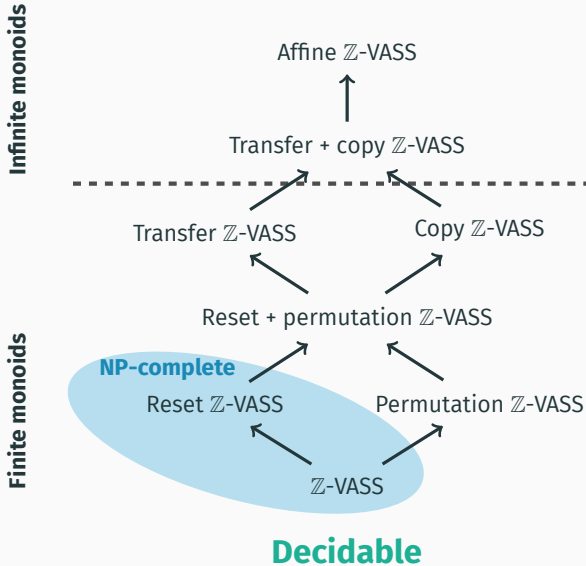 Infinite monoids
Affine ℤ-VASS
Transfer + copy ℤ-VASS
Transfer ℤ-VASS
Copy ℤ-VASS
Reset + permutation ℤ-VASS
Finite monoids
NP-complete
Reset ℤ-VASS
Permutation ℤ-VASS
ℤ-VASS
Decidable